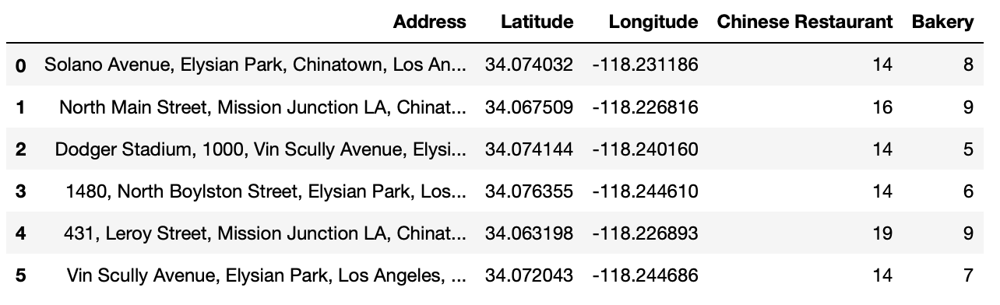 Address Latitude Longitude Chinese Restaurant Bakery
0 Solano Avenue, Elysian Park, Chinatown, Los An... 34.074032 -118.231186 14 8
1 North Main Street, Mission Junction LA, Chinat... 34.067509 -118.226816 16 9
2 Dodger Stadium, 1000, Vin Scully Avenue, Elysi... 34.074144 -118.240160 14 5
3 1480, North Boylston Street, Elysian Park, Los... 34.076355 -118.244610 14 6
4 431, Leroy Street, Mission Junction LA, Chinat... 34.063198 -118.226893 19 9
5 Vin Scully Avenue, Elysian Park, Los Angeles, ... 34.072043 -118.244686 14 7